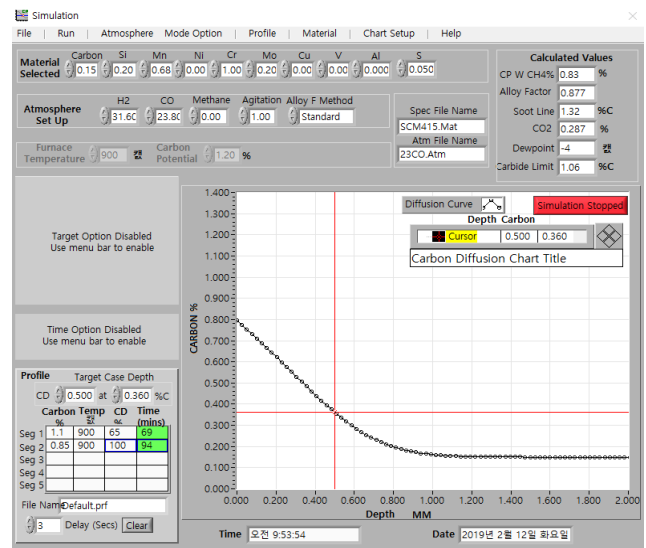 Simulation
File | Run | Atmosphere Mode Option | Profile | Material | Chart Setup | Help
Carbon Si Mn Ni Cr Mo Cu V Al S
Material Selected 0.15 0.20 0.68 0.00 1.00 0.20 0.00 0.00 0.000 0.050
H2 CO Methane Agitation Alloy F Method
Atmosphere Set Up 31.60 23.80 0.00 1.00 Standard
Furnace Temperature 900 Carbon Potential 1.20 %
Spec File Name
SCM415.Mat
Atm File Name
23CO.Atm
Calculated Values
CP W CH4% 0.83 %
Alloy Factor 0.877
Soot Line 1.32 %C
CO2 0.287 %
Dewpoint -4
Carbide Limit 1.06 %C
Target Option Disabled
Use menu bar to enable
Time Option Disabled
Use menu bar to enable
Profile Target Case Depth
CD 0.500 at 0.360 %C
Carbon % Temp CD % Time (mins)
Seg 1 1.1 900 65 69
Seg 2 0.85 900 100 94
Seg 3
Seg 4
Seg 5
File Name Default.prf
3 Delay (Secs) Clear
Diffusion Curve
Simulation Stopped
Depth Carbon
Cursor 0.500 0.360
Carbon Diffusion Chart Title
CARBON %
1.400
1.300
1.200
1.100
1.000
0.900
0.800
0.700
0.600
0.500
0.400
0.300
0.200
0.100
0.000
0.000 0.200 0.400 0.600 0.800 1.000 1.200 1.400 1.600 1.800 2.000
Depth MM
Time 오전 9:53:54
Date 2019년 2월 12일 화요일